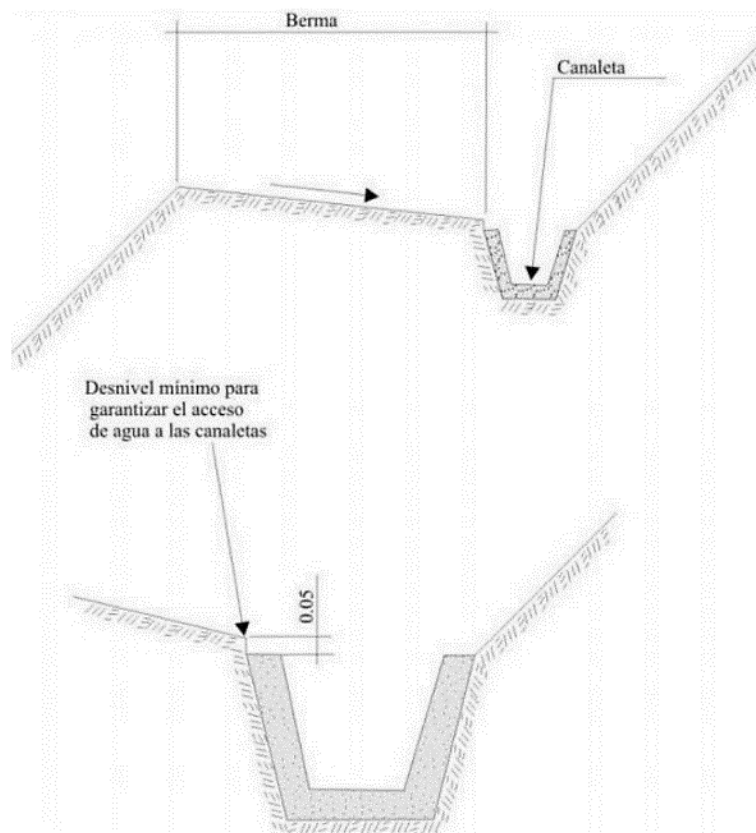 Berma
Canaleta
Desnivel mínimo para
garantizar el acceso
de agua a las canaletas
0.05